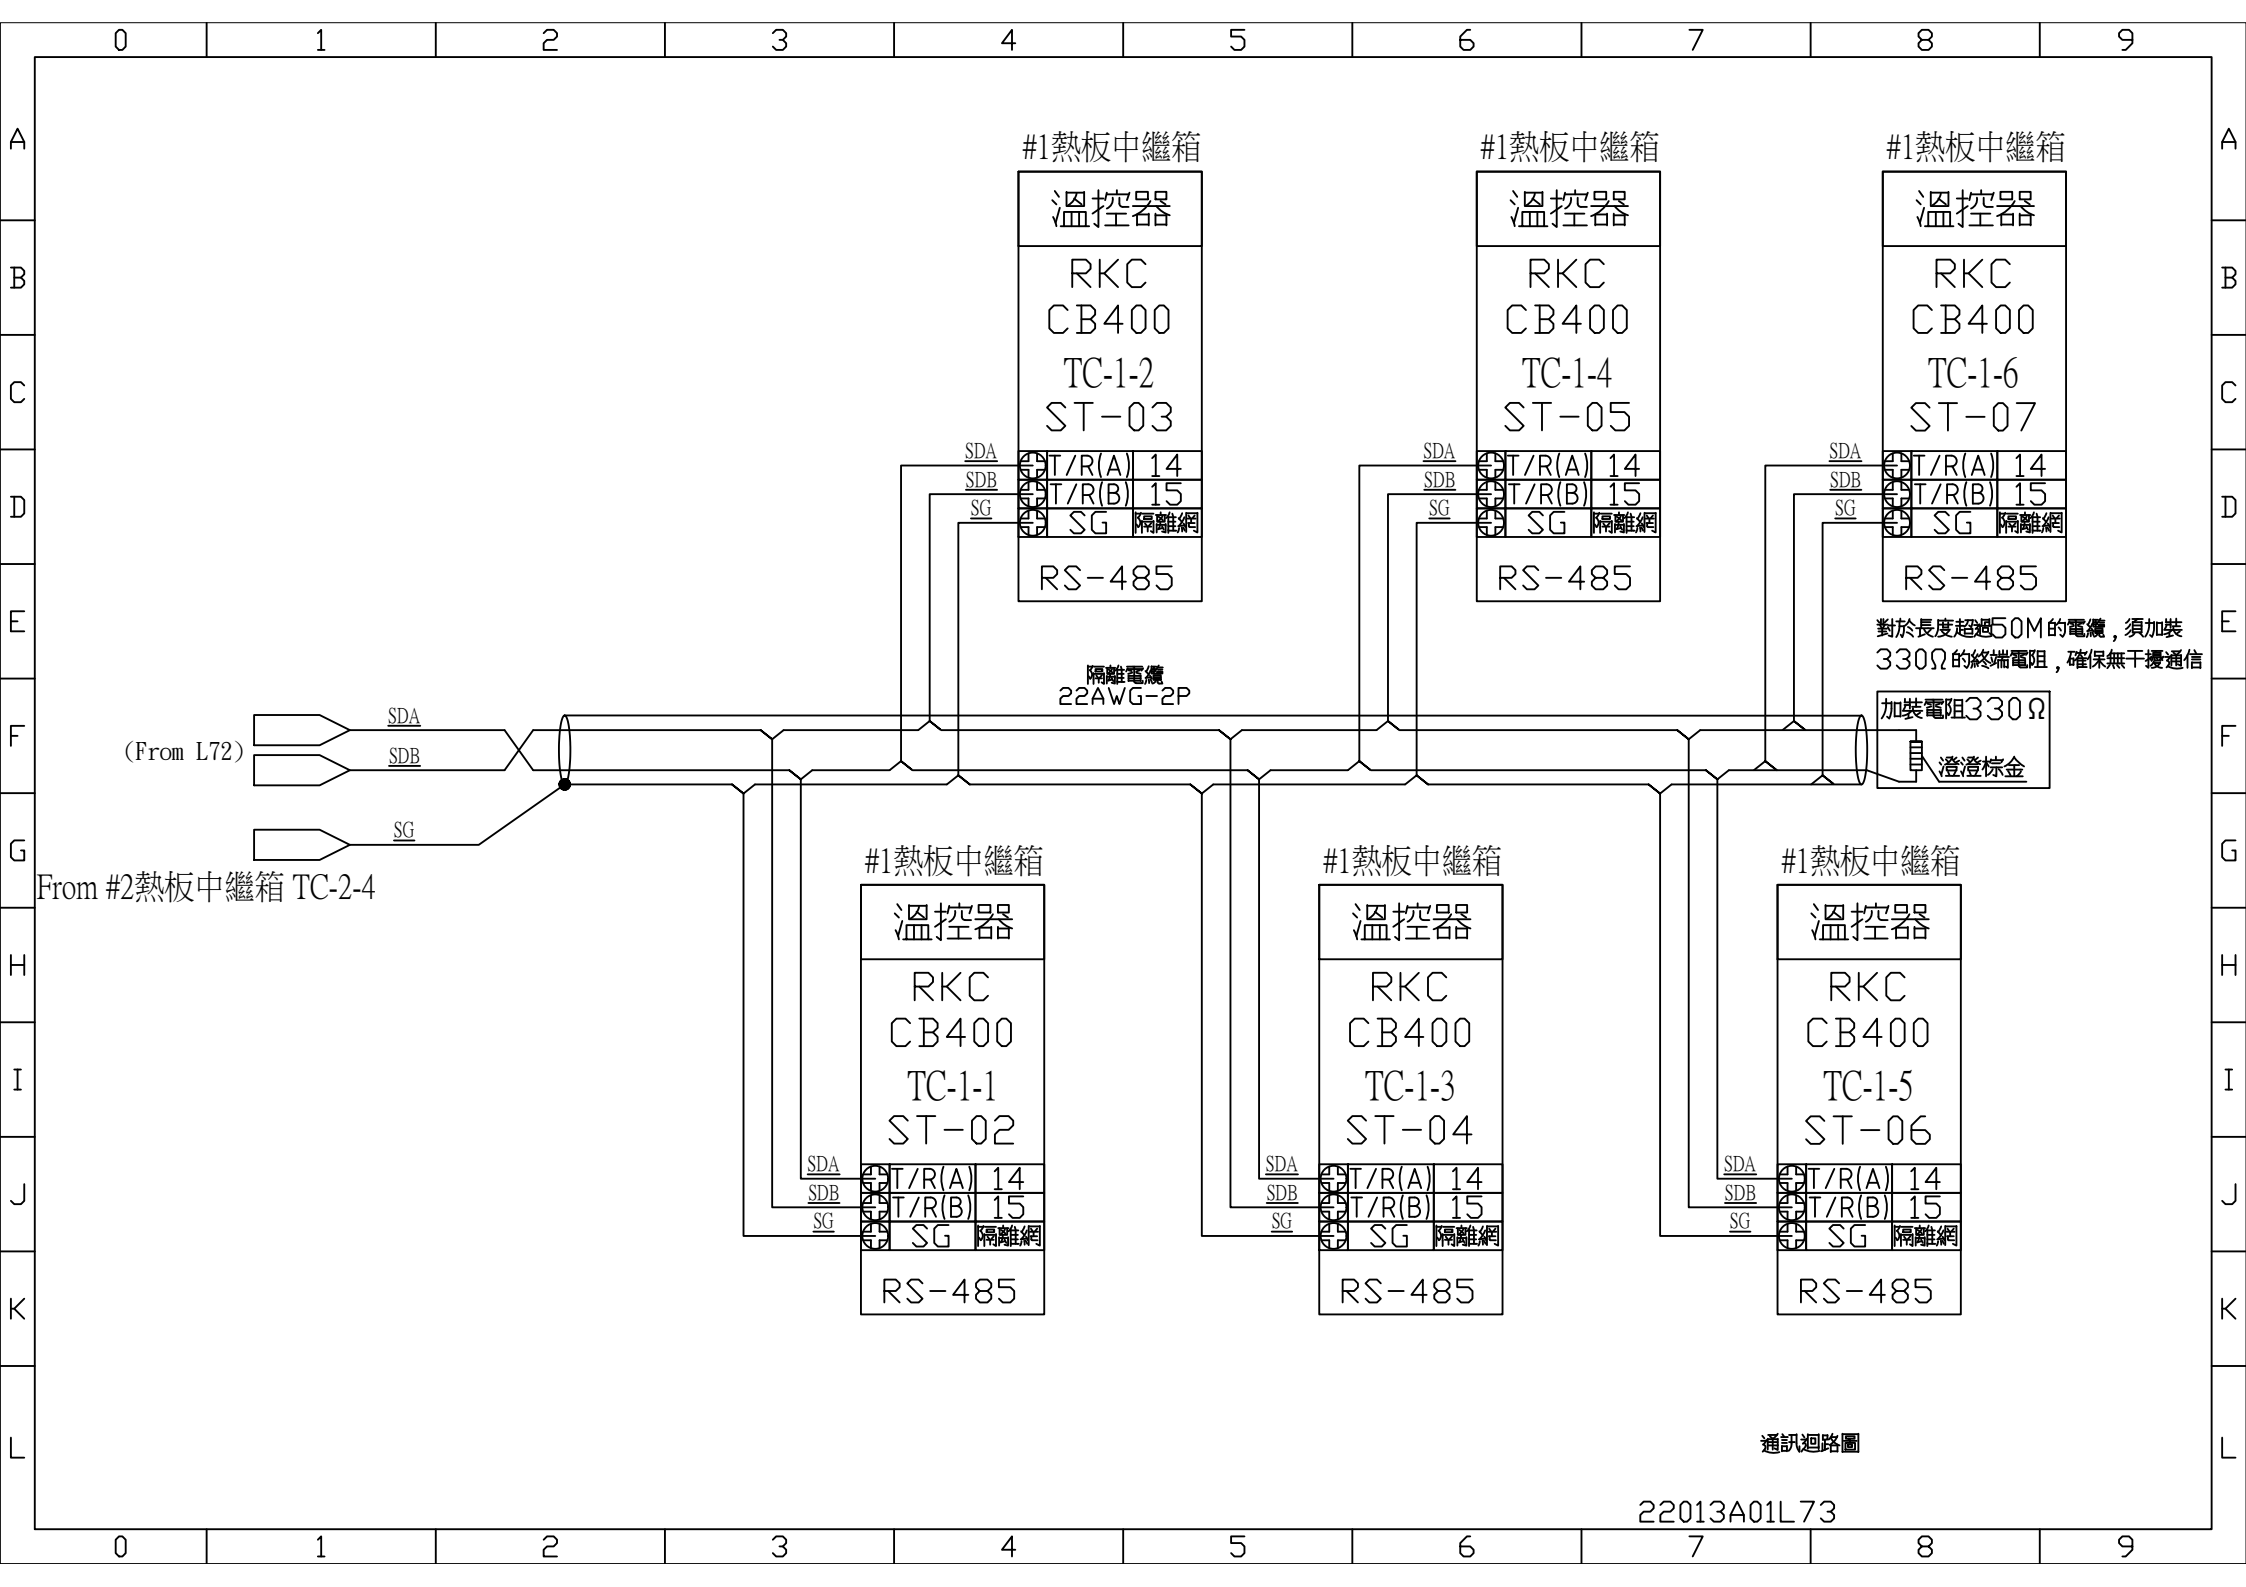 0 1 2 3 4 5 6 7 8 9
A A
B B
C C
D D
E E
F F
G G
H H
I I
J J
K K
L L
#1熱板中繼箱
溫控器
RKC
CB400
TC-1-2
ST-03
SDA T/R(A) 14
SDB T/R(B) 15
SG SG 隔離網
RS-485
#1熱板中繼箱
溫控器
RKC
CB400
TC-1-4
ST-05
SDA T/R(A) 14
SDB T/R(B) 15
SG SG 隔離網
RS-485
#1熱板中繼箱
溫控器
RKC
CB400
TC-1-6
ST-07
SDA T/R(A) 14
SDB T/R(B) 15
SG SG 隔離網
RS-485
對於長度超過50M的電纜,須加裝
330Ω的終端電阻,確保無干擾通信
隔離電纜
22AWG-2P
加裝電阻330Ω
澄澄棕金
SDA
(From L72)
SDB
SG
From #2熱板中繼箱 TC-2-4
#1熱板中繼箱
溫控器
RKC
CB400
TC-1-1
ST-02
SDA T/R(A) 14
SDB T/R(B) 15
SG SG 隔離網
RS-485
#1熱板中繼箱
溫控器
RKC
CB400
TC-1-3
ST-04
SDA T/R(A) 14
SDB T/R(B) 15
SG SG 隔離網
RS-485
#1熱板中繼箱
溫控器
RKC
CB400
TC-1-5
ST-06
SDA T/R(A) 14
SDB T/R(B) 15
SG SG 隔離網
RS-485
通訊迴路圖
22013A01L73
0 1 2 3 4 5 6 7 8 9